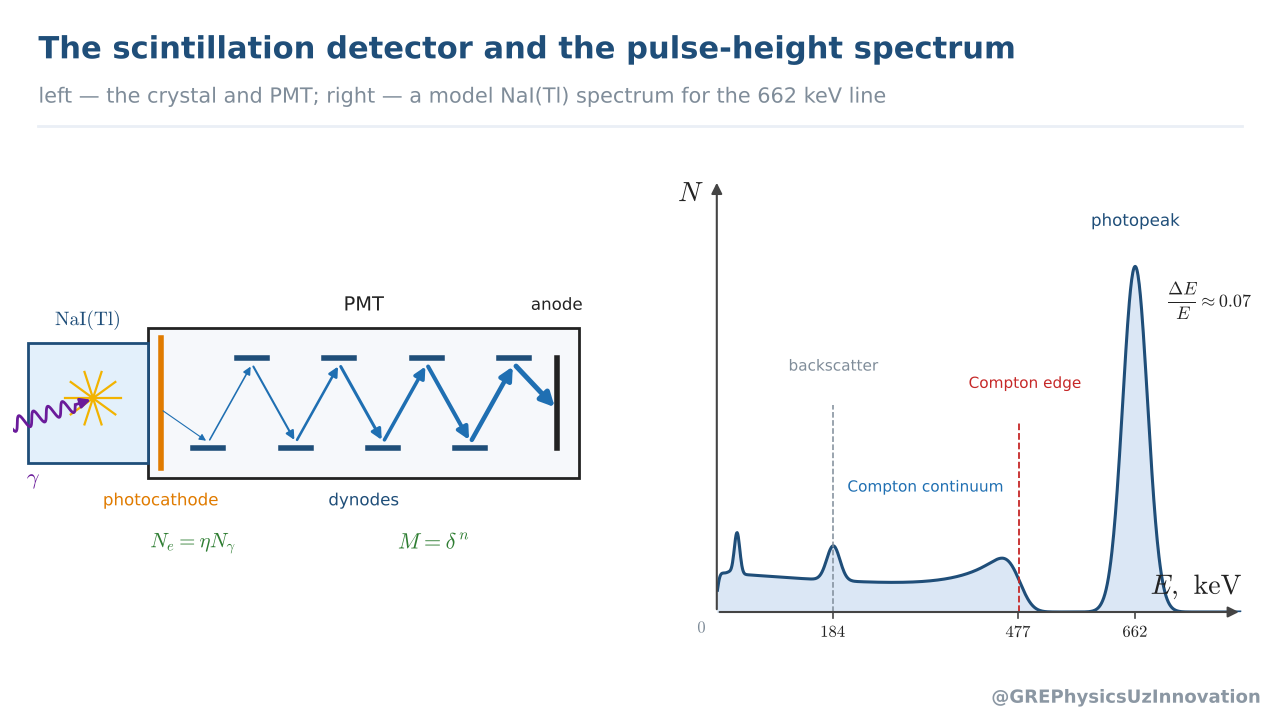 The scintillation detector and the pulse-height spectrum
left — the crystal and PMT; right — a model NaI(Tl) spectrum for the 662 keV line
NaI(Tl)
PMT
anode
γ
photocathode
dynodes
N_e = ηN_γ
M = δ^n
N
photopeak
ΔE/E ≈ 0.07
backscatter
Compton edge
Compton continuum
E, keV
0
184
477
662
@GREPhysicsUzInnovation